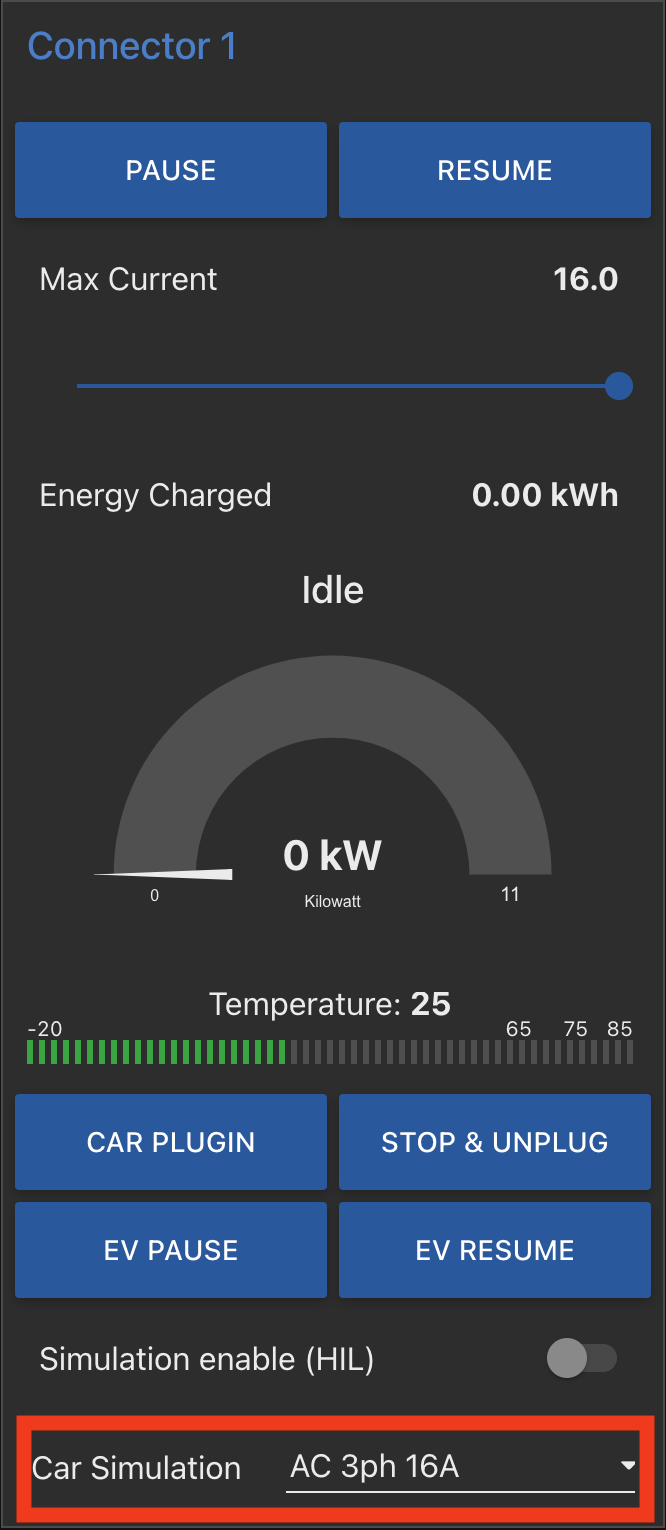 Connector 1
PAUSE RESUME
Max Current 16.0
Energy Charged 0.00 kWh
Idle
0 kW
0 Kilowatt 11
Temperature: 25
-20 65 75 85
CAR PLUGIN STOP & UNPLUG
EV PAUSE EV RESUME
Simulation enable (HIL)
Car Simulation AC 3ph 16A